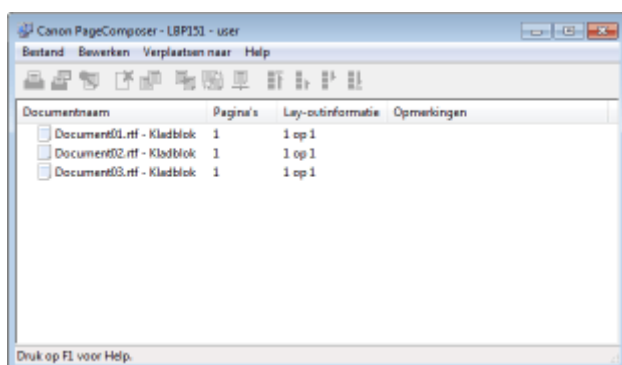 Canon PageComposer - LBP151 - user
Bestand Bewerken Verplaatsen naar Help
Documentnaam Pagina's Lay-outinformatie Opmerkingen
Document01.rtf - Kladblok 1 1 op 1
Document02.rtf - Kladblok 1 1 op 1
Document03.rtf - Kladblok 1 1 op 1
Druk op F1 voor Help.